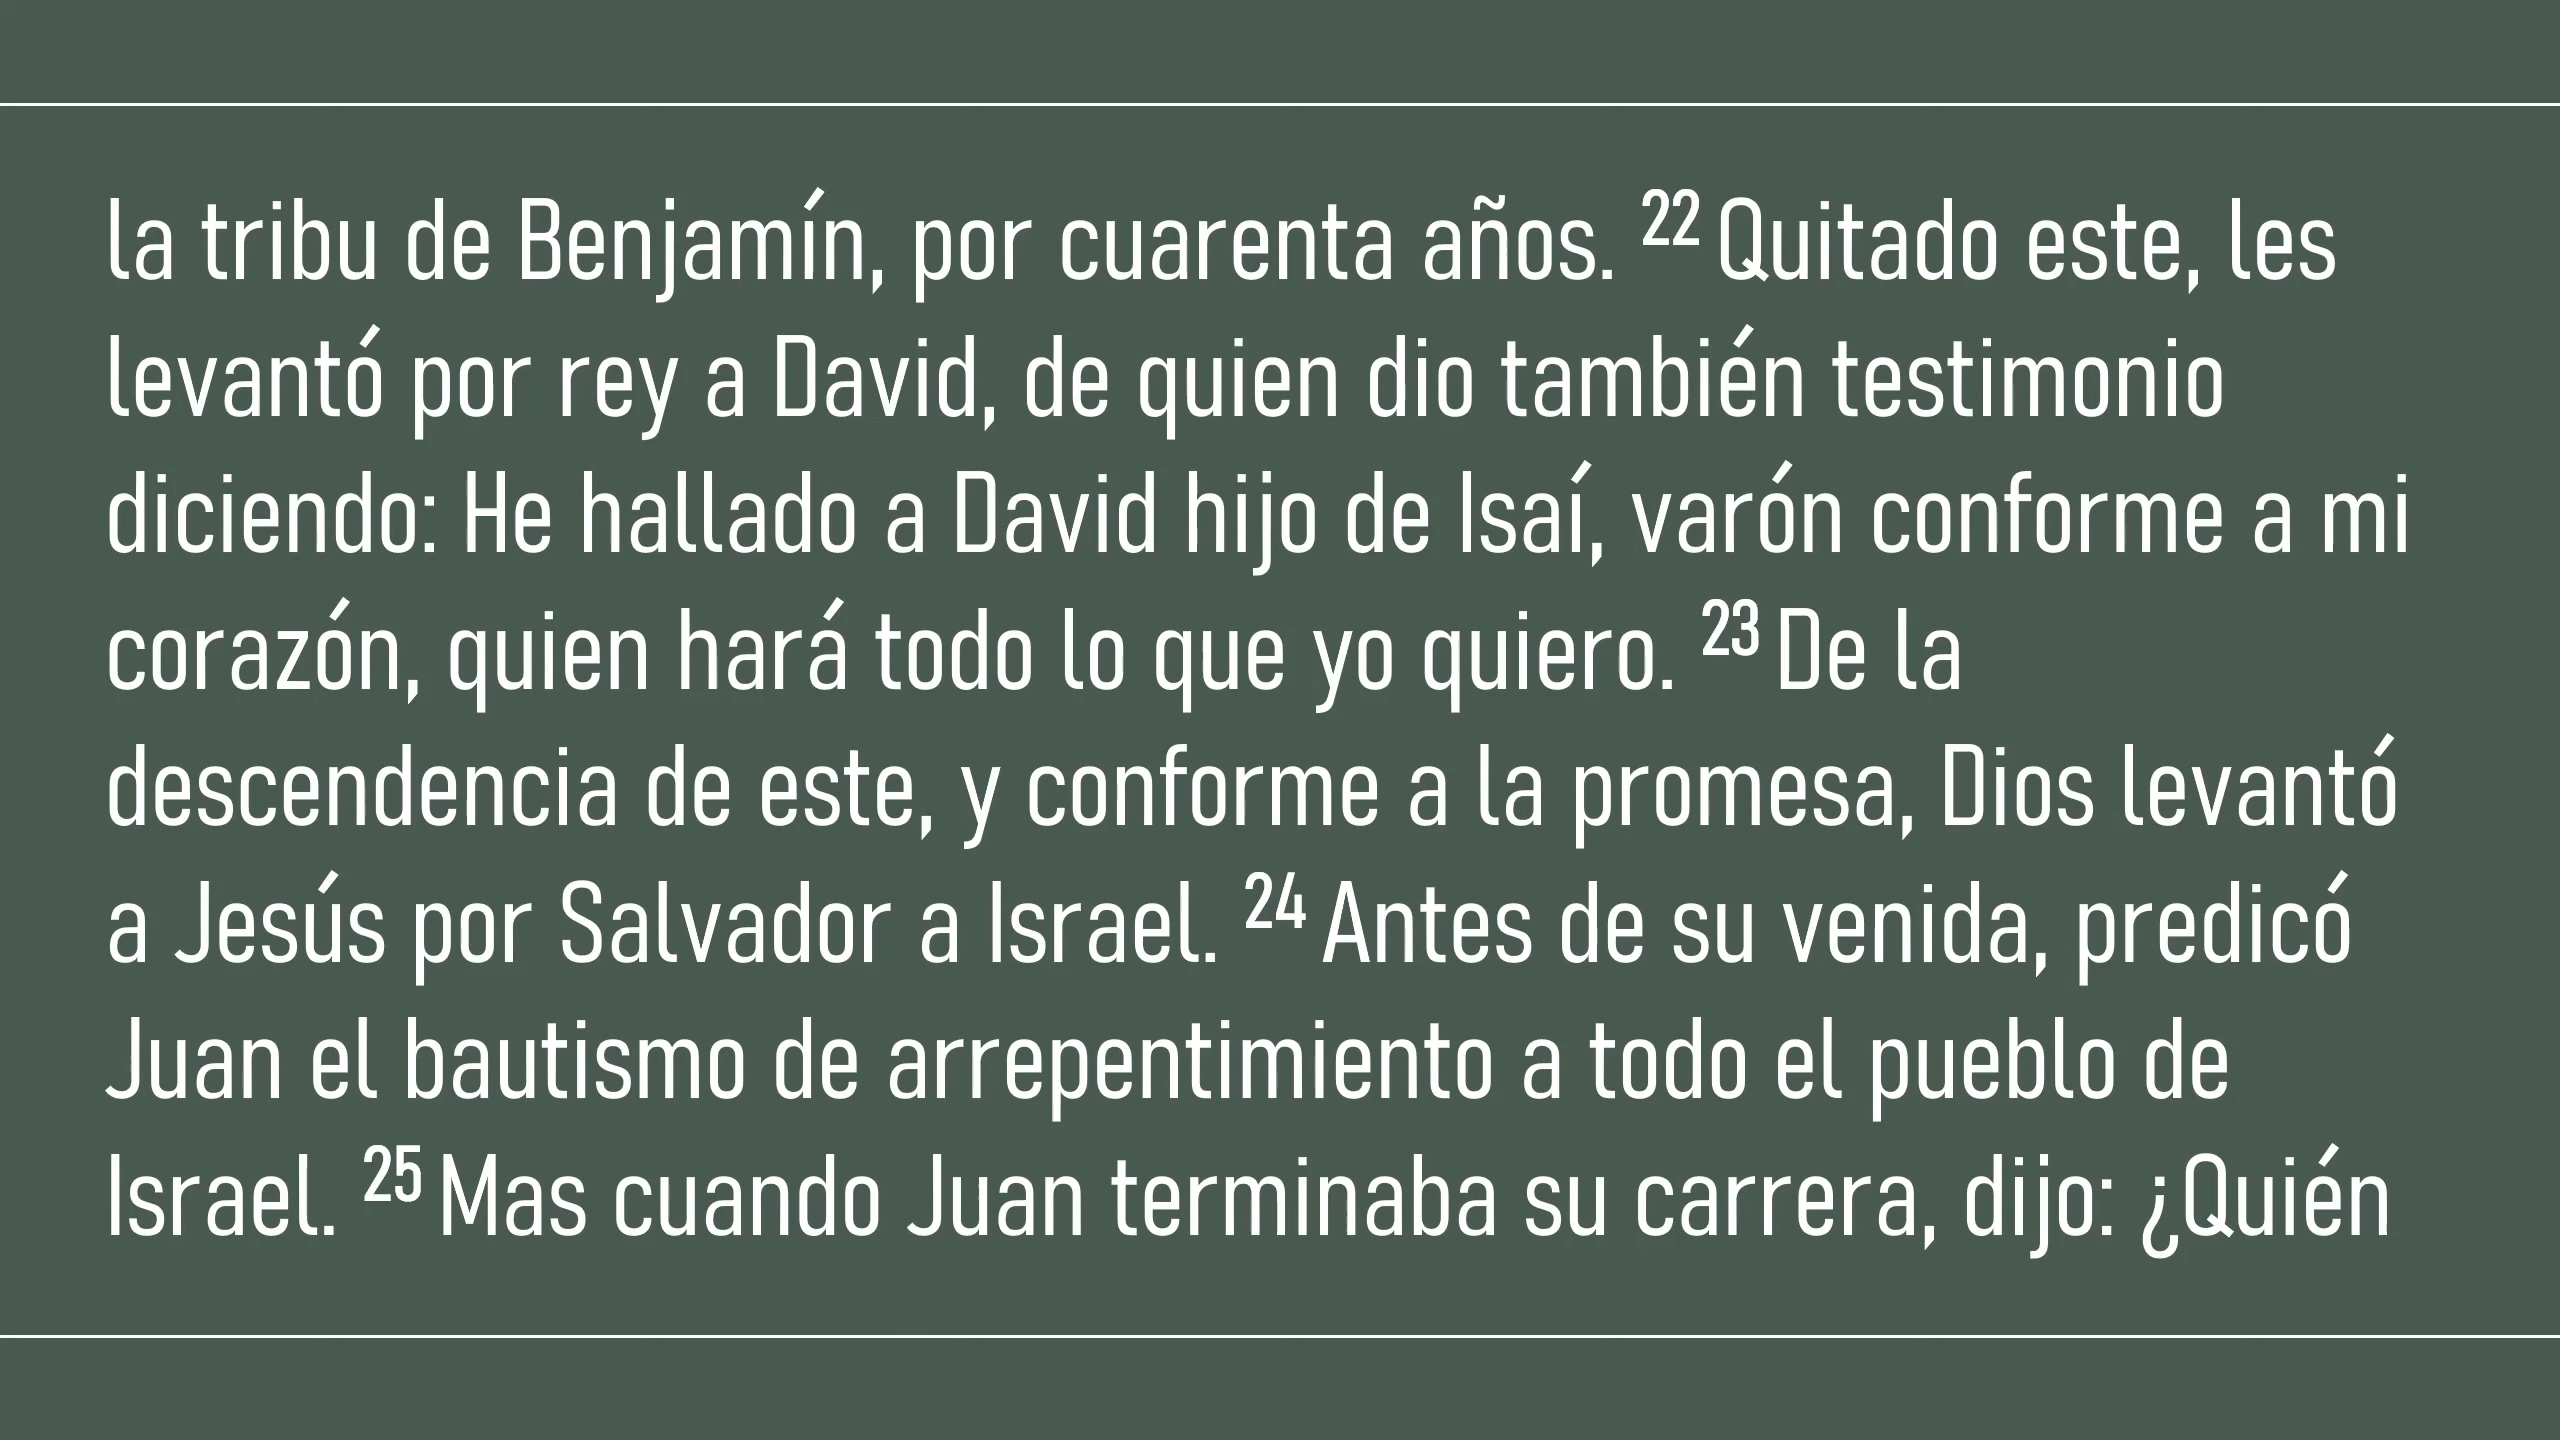 la tribu de Benjamín, por cuarenta años. 22 Quitado este, les
levantó por rey a David, de quien dio también testimonio
diciendo: He hallado a David hijo de Isaí, varón conforme a mi
corazón, quien hará todo lo que yo quiero. 23 De la
descendencia de este, y conforme a la promesa, Dios levantó
a Jesús por Salvador a Israel. 24 Antes de su venida, predicó
Juan el bautismo de arrepentimiento a todo el pueblo de
Israel. 25 Mas cuando Juan terminaba su carrera, dijo: ¿Quién